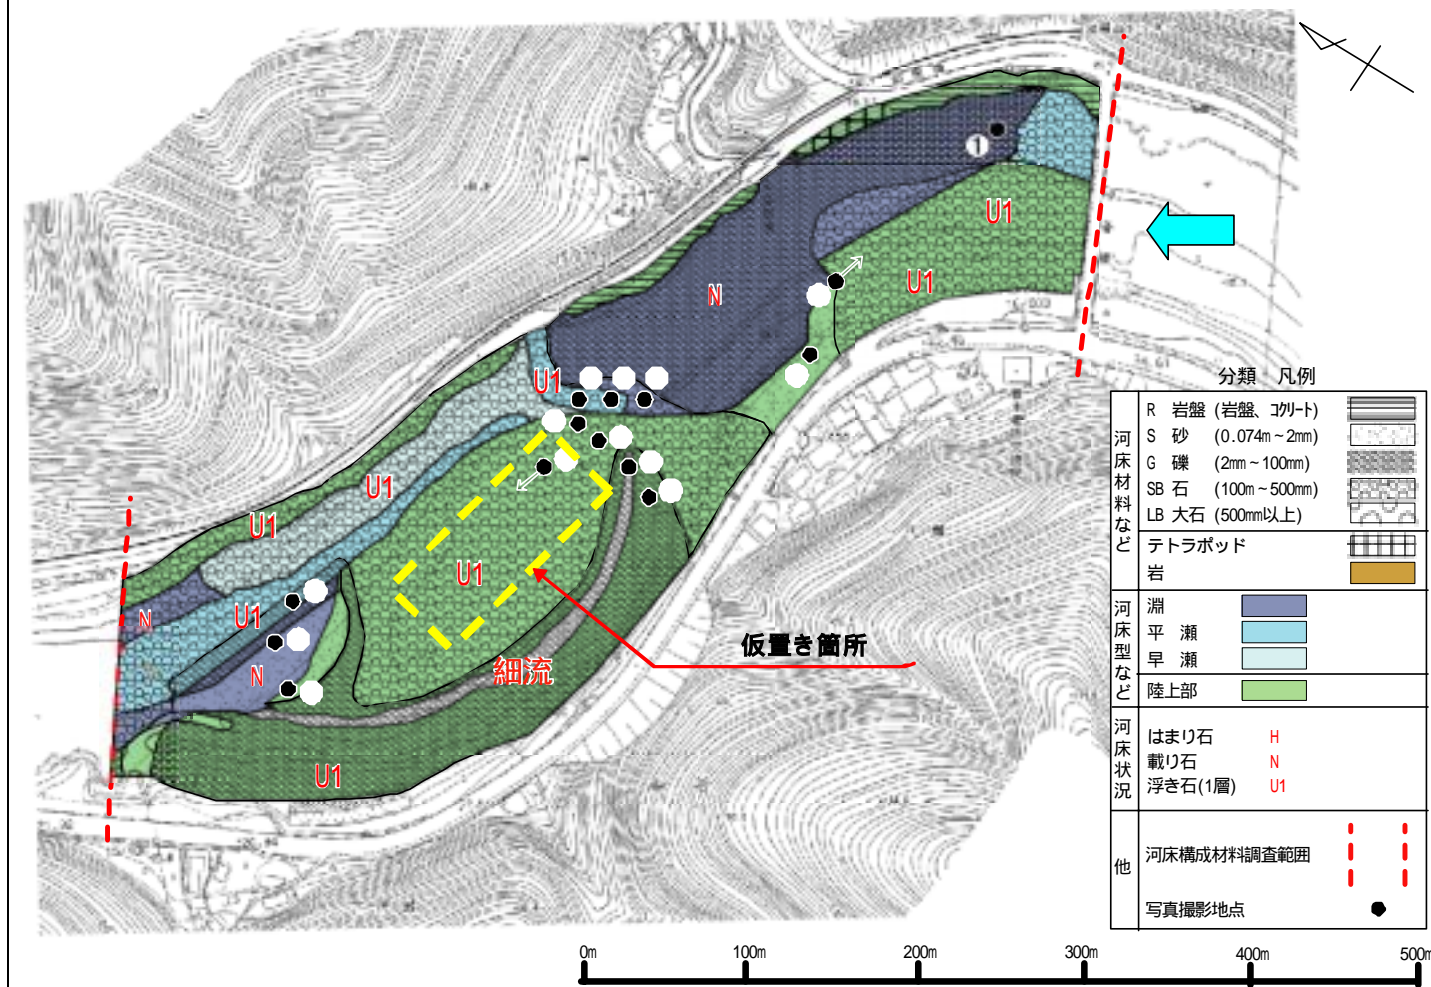 ①
U1
U1
N
U1
U1
U1
U1
U1
N
N
U1
細流
仮置き箇所
分類 凡例
河床材料など
R 岩盤 (岩盤、コンクリート)
S 砂 (0.074m~2mm)
G 礫 (2mm~100mm)
SB 石 (100m~500mm)
LB 大石 (500mm以上)
テトラポッド
岩
河床型など
淵
平 瀬
早 瀬
陸上部
河床状況
はまり石 H
載り石 N
浮き石(1層) U1
他
河床構成材料調査範囲
写真撮影地点
0m 100m 200m 300m 400m 500m